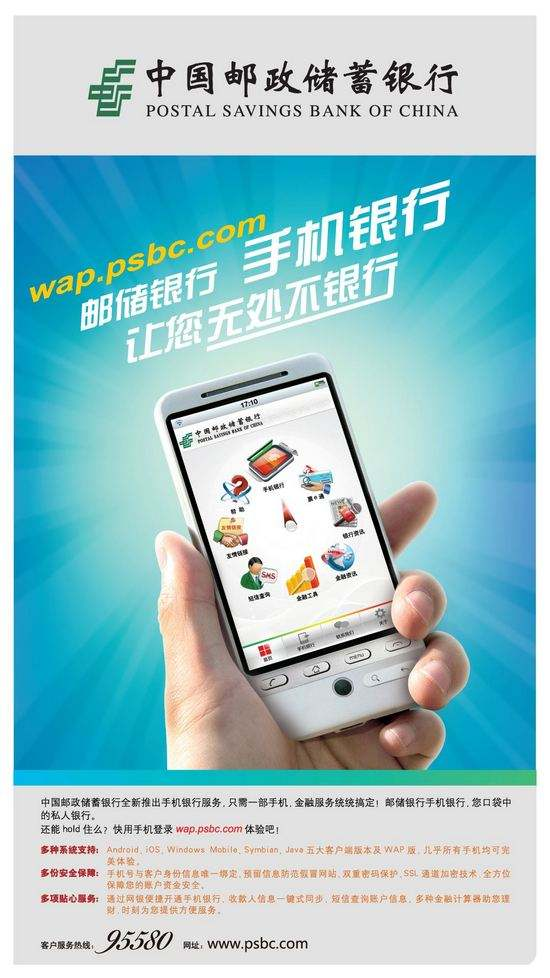 中国邮政储蓄银行
POSTAL SAVINGS BANK OF CHINA
wap.psbc.com
邮储银行 手机银行
让您无处不银行
17:10
中国邮政储蓄银行
POSTAL SAVINGS BANK OF CHINA
手机银行
帮助
汇e通
友情链接
银行资讯
SMS
短信查询
金融工具
金融资讯
首页
手机银行
联系我们
关于
menu
中国邮政储蓄银行全新推出手机银行服务，只需一部手机，金融服务统统搞定！邮储银行手机银行，您口袋中
的私人银行。
还能 hold 住么？快用手机登录 wap.psbc.com 体验吧！
多种系统支持： Android、iOS、Windows Mobile、Symbian、Java 五大客户端版本及 WAP 版，几乎所有手机均可完
美体验。
多份安全保障： 手机号与客户身份信息唯一绑定、预留信息防范假冒网站、双重密码保护、SSL 通道加密技术，全方位
保障您的账户资金安全。
多项贴心服务： 通过网银便捷开通手机银行、收款人信息一键式同步、短信查询账户信息、多种金融计算器助您理
财，时刻为您提供方便服务。
客户服务热线： 95580 网址： www.psbc.com